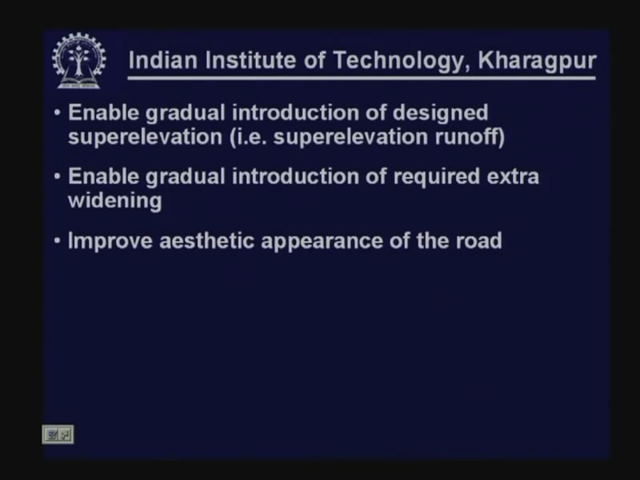 Indian Institute of Technology, Kharagpur
• Enable gradual introduction of designed
superelevation (i.e. superelevation runoff)
• Enable gradual introduction of required extra
widening
• Improve aesthetic appearance of the road